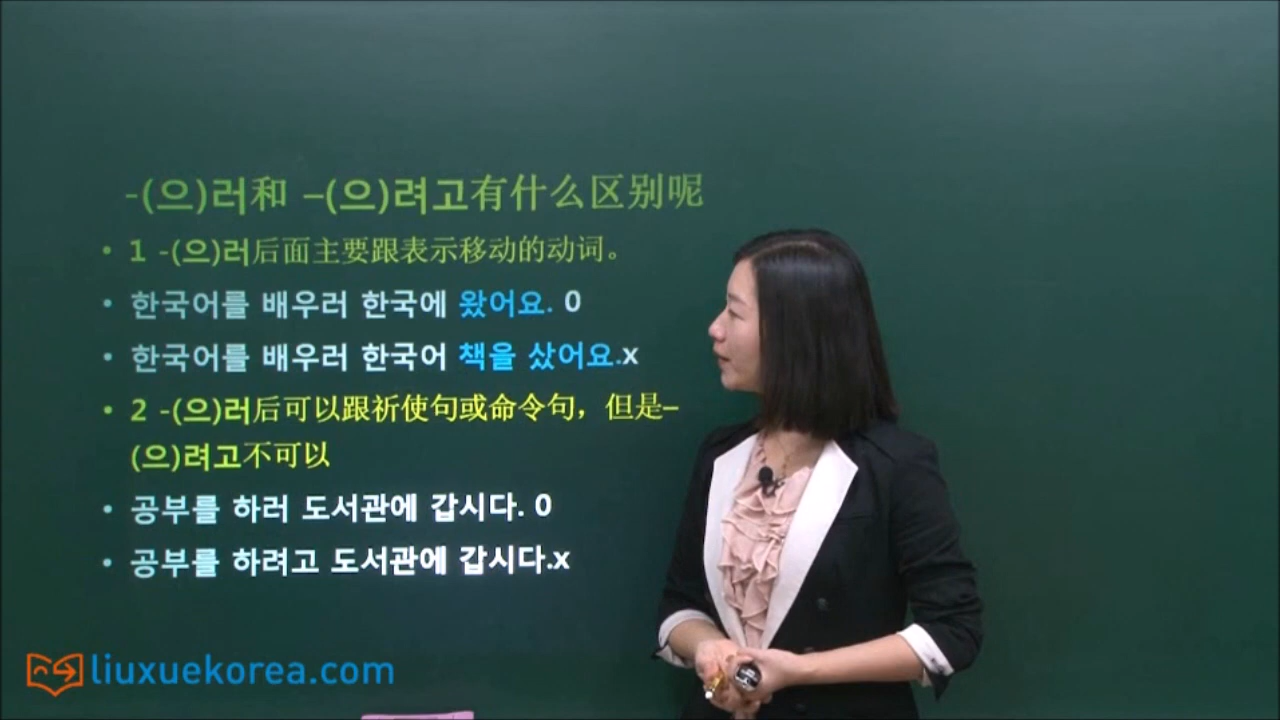 -(으)러和 –(으)려고有什么区别呢
• 1 -(으)러后面主要跟表示移动的动词。
• 한국어를 배우러 한국에 왔어요. 0
• 한국어를 배우러 한국어 책을 샀어요.x
• 2 -(으)러后可以跟祈使句或命令句，但是–
(으)려고不可以
• 공부를 하러 도서관에 갑시다. 0
• 공부를 하려고 도서관에 갑시다.x
liuxuekorea.com